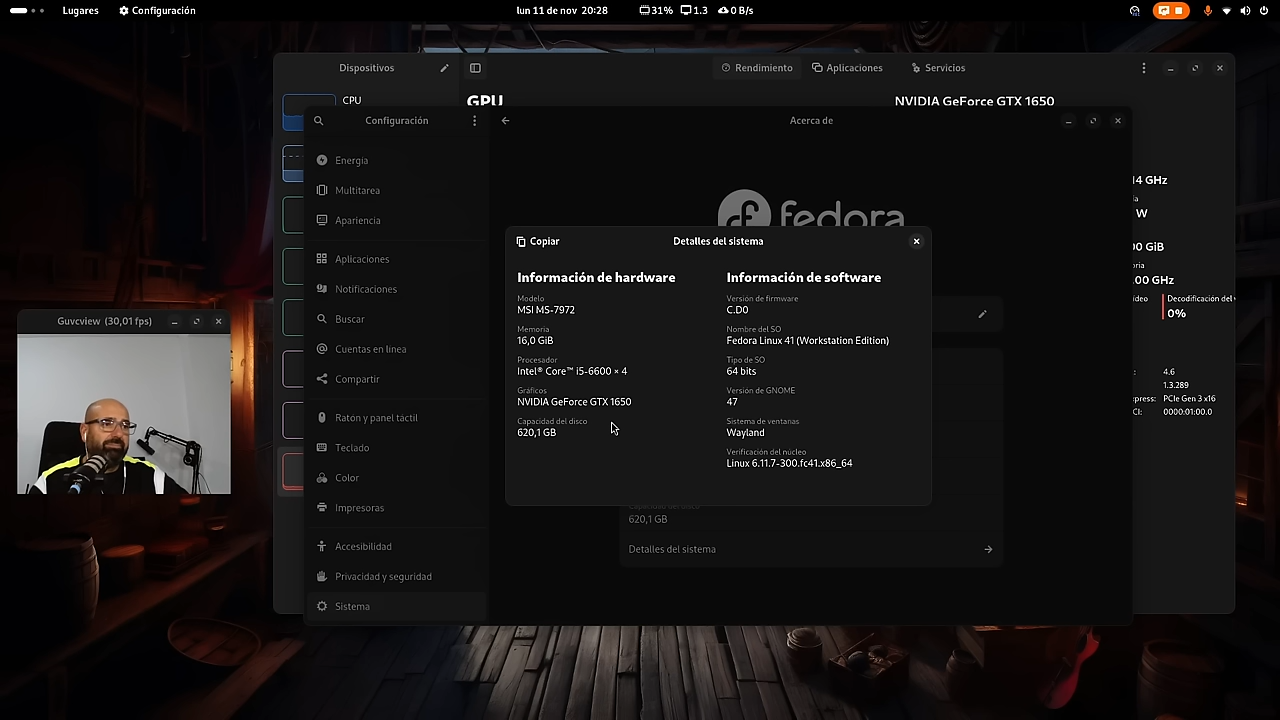 Lugares
Configuración
lun 11 de nov 20:28
31%
1.3
0 B/s
Dispositivos
Rendimiento
Aplicaciones
Servicios
CPU
GPU
NVIDIA GeForce GTX 1650
Configuración
Acerca de
Energía
Multitarea
Apariencia
Aplicaciones
Notificaciones
Buscar
Cuentas en línea
Compartir
Ratón y panel táctil
Teclado
Color
Impresoras
Accesibilidad
Privacidad y seguridad
Sistema
fedora
Copiar
Detalles del sistema
Información de hardware
Modelo
MSI MS-7972
Memoria
16,0 GiB
Procesador
Intel® Core™ i5-6600 × 4
Gráficos
NVIDIA GeForce GTX 1650
Capacidad del disco
620,1 GB
Información de software
Versión de firmware
C.D0
Nombre del SO
Fedora Linux 41 (Workstation Edition)
Tipo de SO
64 bits
Versión de GNOME
47
Sistema de ventanas
Wayland
Verificación del núcleo
Linux 6.11.7-300.fc41.x86_64
Capacidad del disco
620,1 GB
Detalles del sistema
14 GHz
W
GiB
.00 GHz
Decodificación del
0%
4.6
1.3.289
PCIe Gen 3 x16
0000:01:00.0
Guvcview (30,01 fps)